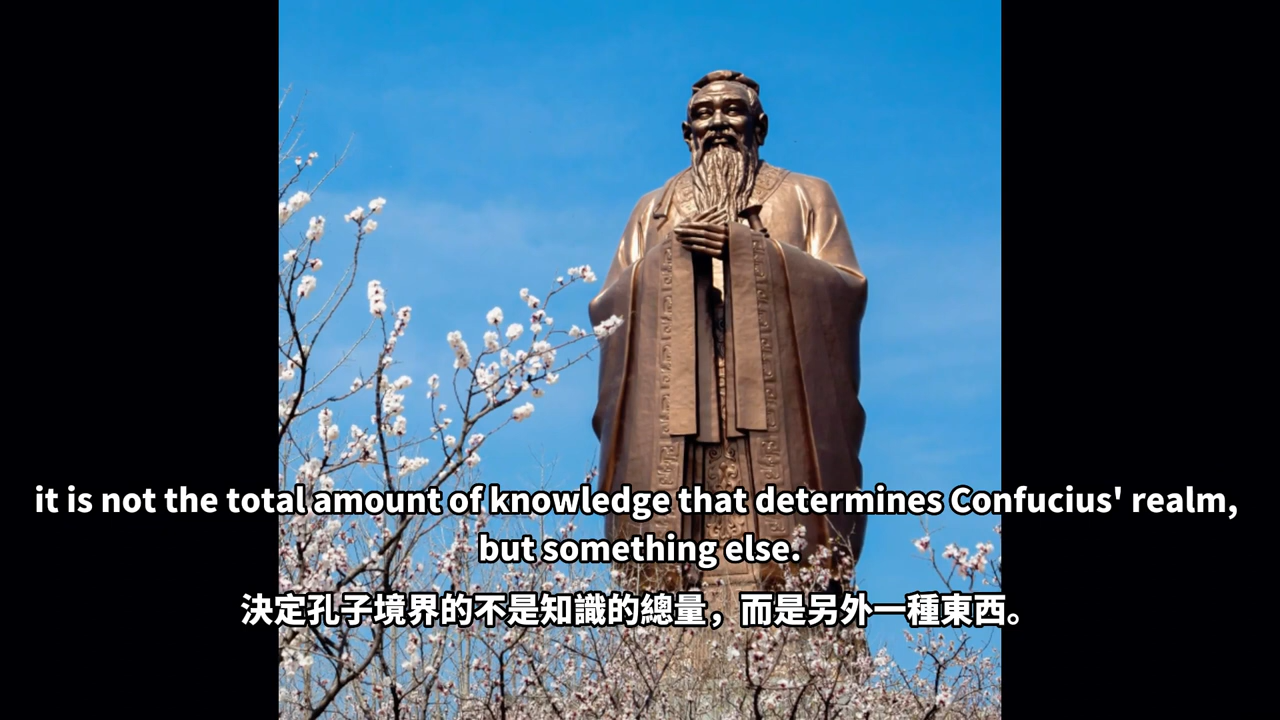 it is not the total amount of knowledge that determines Confucius' realm,
but something else.
決定孔子境界的不是知識的總量，而是另外一種東西。